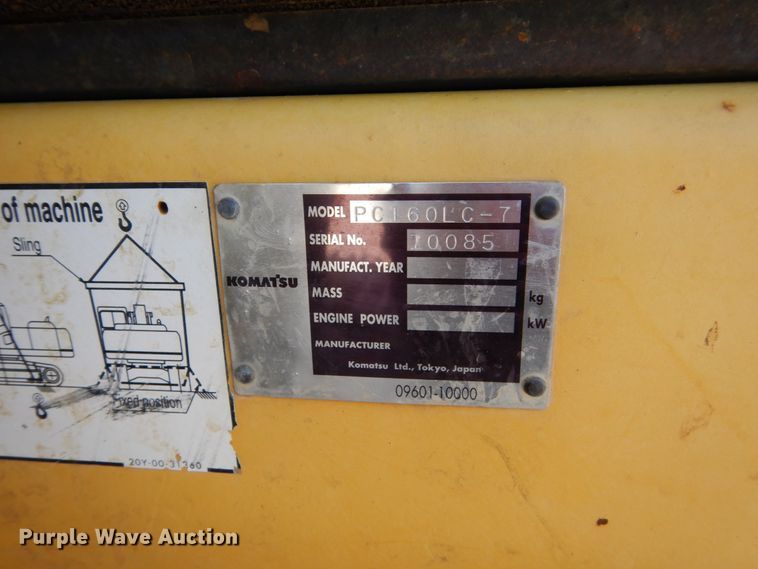 of machine
Sling
Fixed position
20Y-00-31360
KOMATSU
MODEL PC160LC-7
SERIAL No. 10085
MANUFACT. YEAR
MASS kg
ENGINE POWER kW
MANUFACTURER
Komatsu Ltd., Tokyo, Japan
09601-10000
Purple Wave Auction